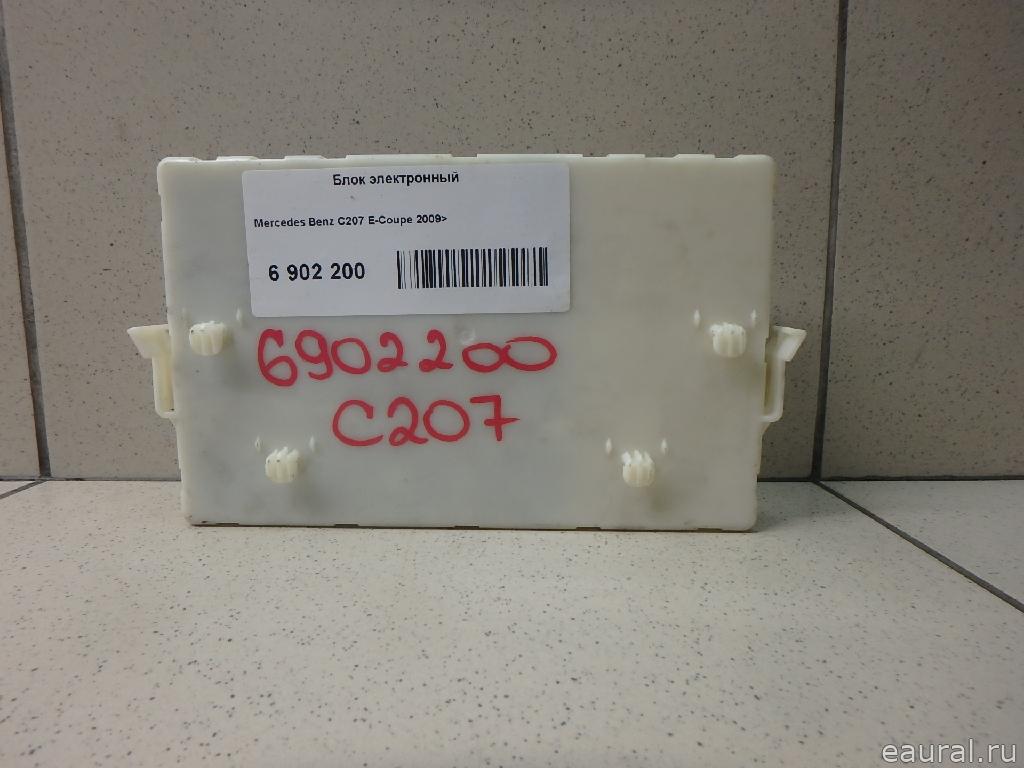 Блок электронный
Mercedes Benz C207 E-Coupe 2009>
6 902 200
6902200
C207
eaural.ru